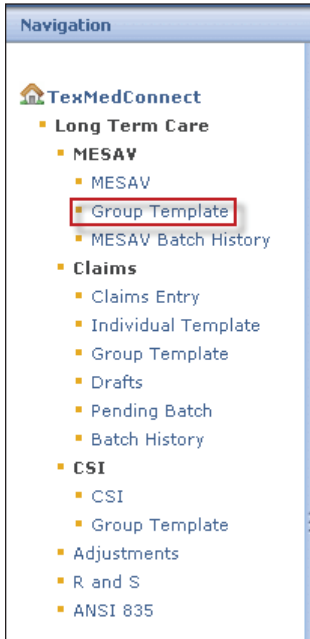 Navigation
TexMedConnect
Long Term Care
MESAV
MESAV
Group Template
MESAV Batch History
Claims
Claims Entry
Individual Template
Group Template
Drafts
Pending Batch
Batch History
CSI
CSI
Group Template
Adjustments
R and S
ANSI 835